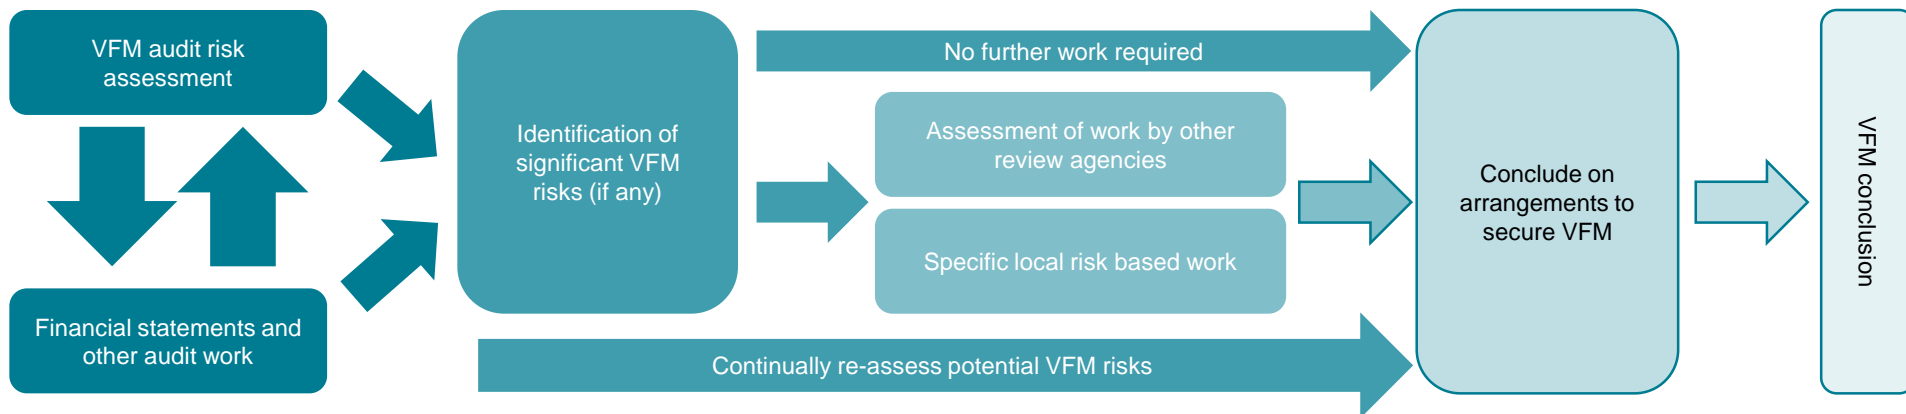 VFM audit risk
assessment
Financial statements and
other audit work
Identification of
significant VFM
risks (if any)
No further work required
Assessment of work by other
review agencies
Specific local risk based work
Continually re-assess potential VFM risks
Conclude on
arrangements to
secure VFM
VFM conclusion